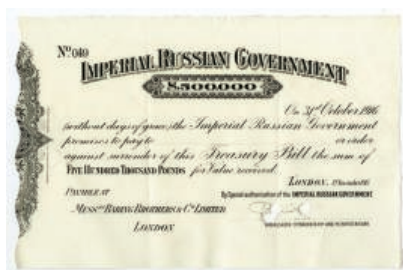 No 049
IMPERIAL RUSSIAN GOVERNMENT
£.500000
On 31st October 1916
(without days of grace) the Imperial Russian Government
promises to pay to or order
against surrender of this Treasury Bill the sum of
FIVE HUNDRED THOUSAND POUNDS for Value received.
LONDON.
PAYABLE AT
By Special authorisation of the IMPERIAL RUSSIAN GOVERNMENT
MESSRS BARING BROTHERS & Co LIMITED
LONDON